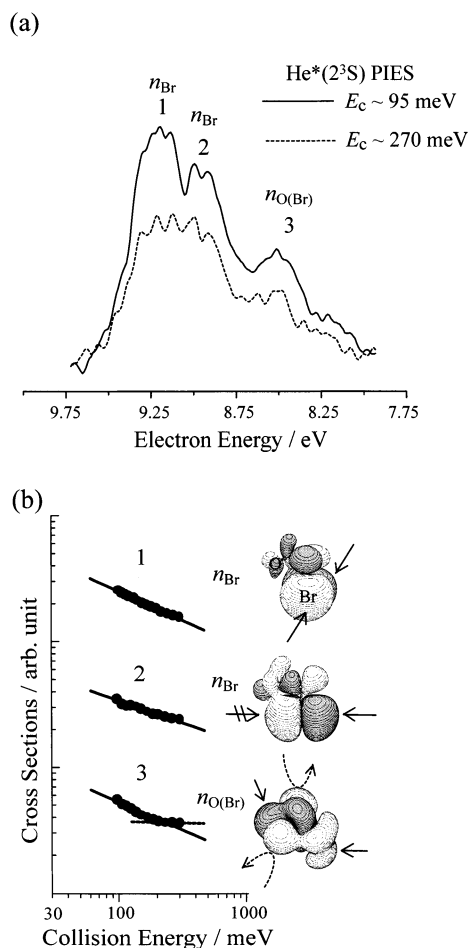 (a)
He*(2³S) PIES
n_Br
1
E_c ~ 95 meV
n_Br
2
E_c ~ 270 meV
n_O(Br)
3
9.75 9.25 8.75 8.25 7.75
Electron Energy / eV
(b)
Cross Sections / arb. unit
1
n_Br
O
Br
2
n_Br
3
n_O(Br)
30 100 1000
Collision Energy / meV